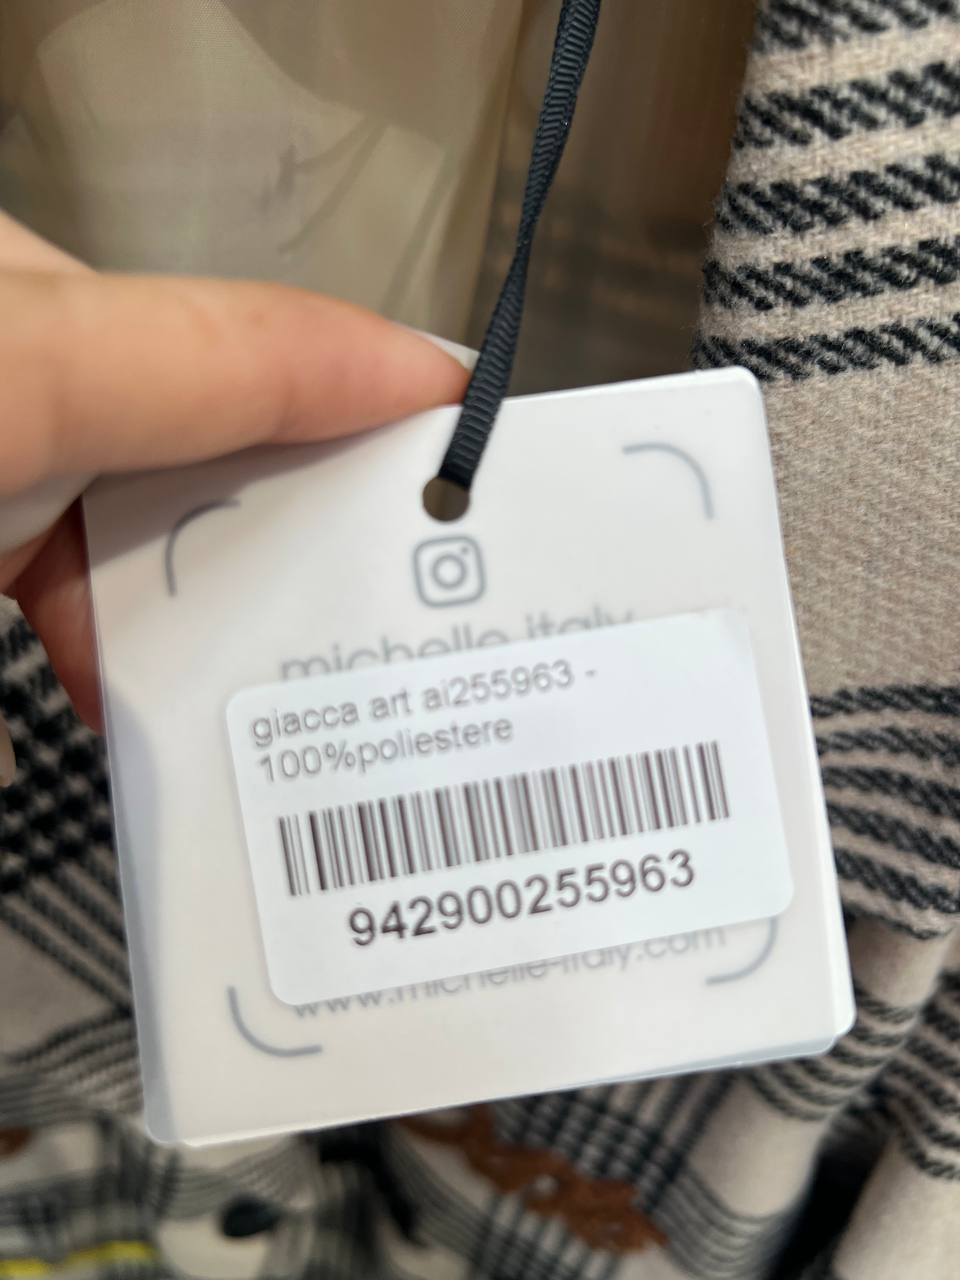 michelle italy
giacca art ai255963 -
100%poliestere
942900255963
www.michelle-italy.com